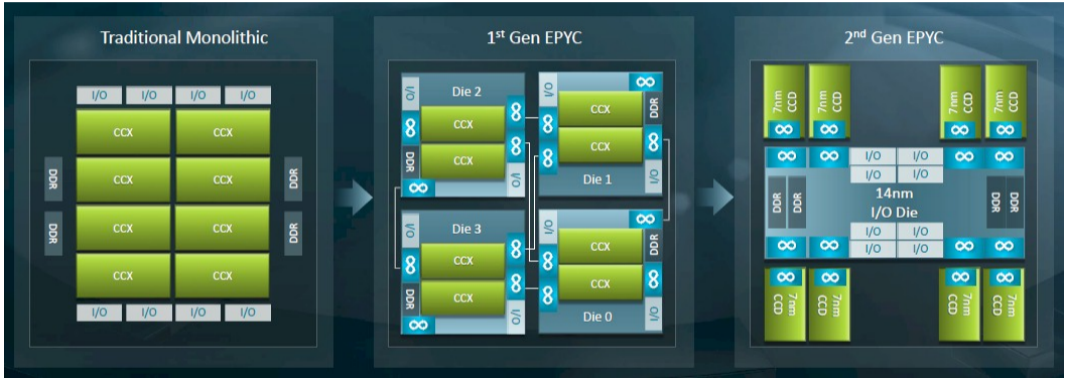 Traditional Monolithic
I/O I/O I/O I/O
CCX CCX
CCX CCX
CCX CCX
CCX CCX
DDR DDR
DDR DDR
I/O I/O I/O I/O
1st Gen EPYC
I/O Die 2
CCX
CCX
DDR
I/O
I/O
CCX DDR
CCX
Die 1 I/O
I/O Die 3
CCX
CCX
DDR
I/O
I/O
CCX DDR
CCX
Die 0 I/O
2nd Gen EPYC
7nm CCD
7nm CCD
7nm CCD
7nm CCD
I/O I/O
I/O I/O
DDR DDR
14nm
I/O Die
DDR DDR
I/O I/O
I/O I/O
7nm CCD
7nm CCD
7nm CCD
7nm CCD